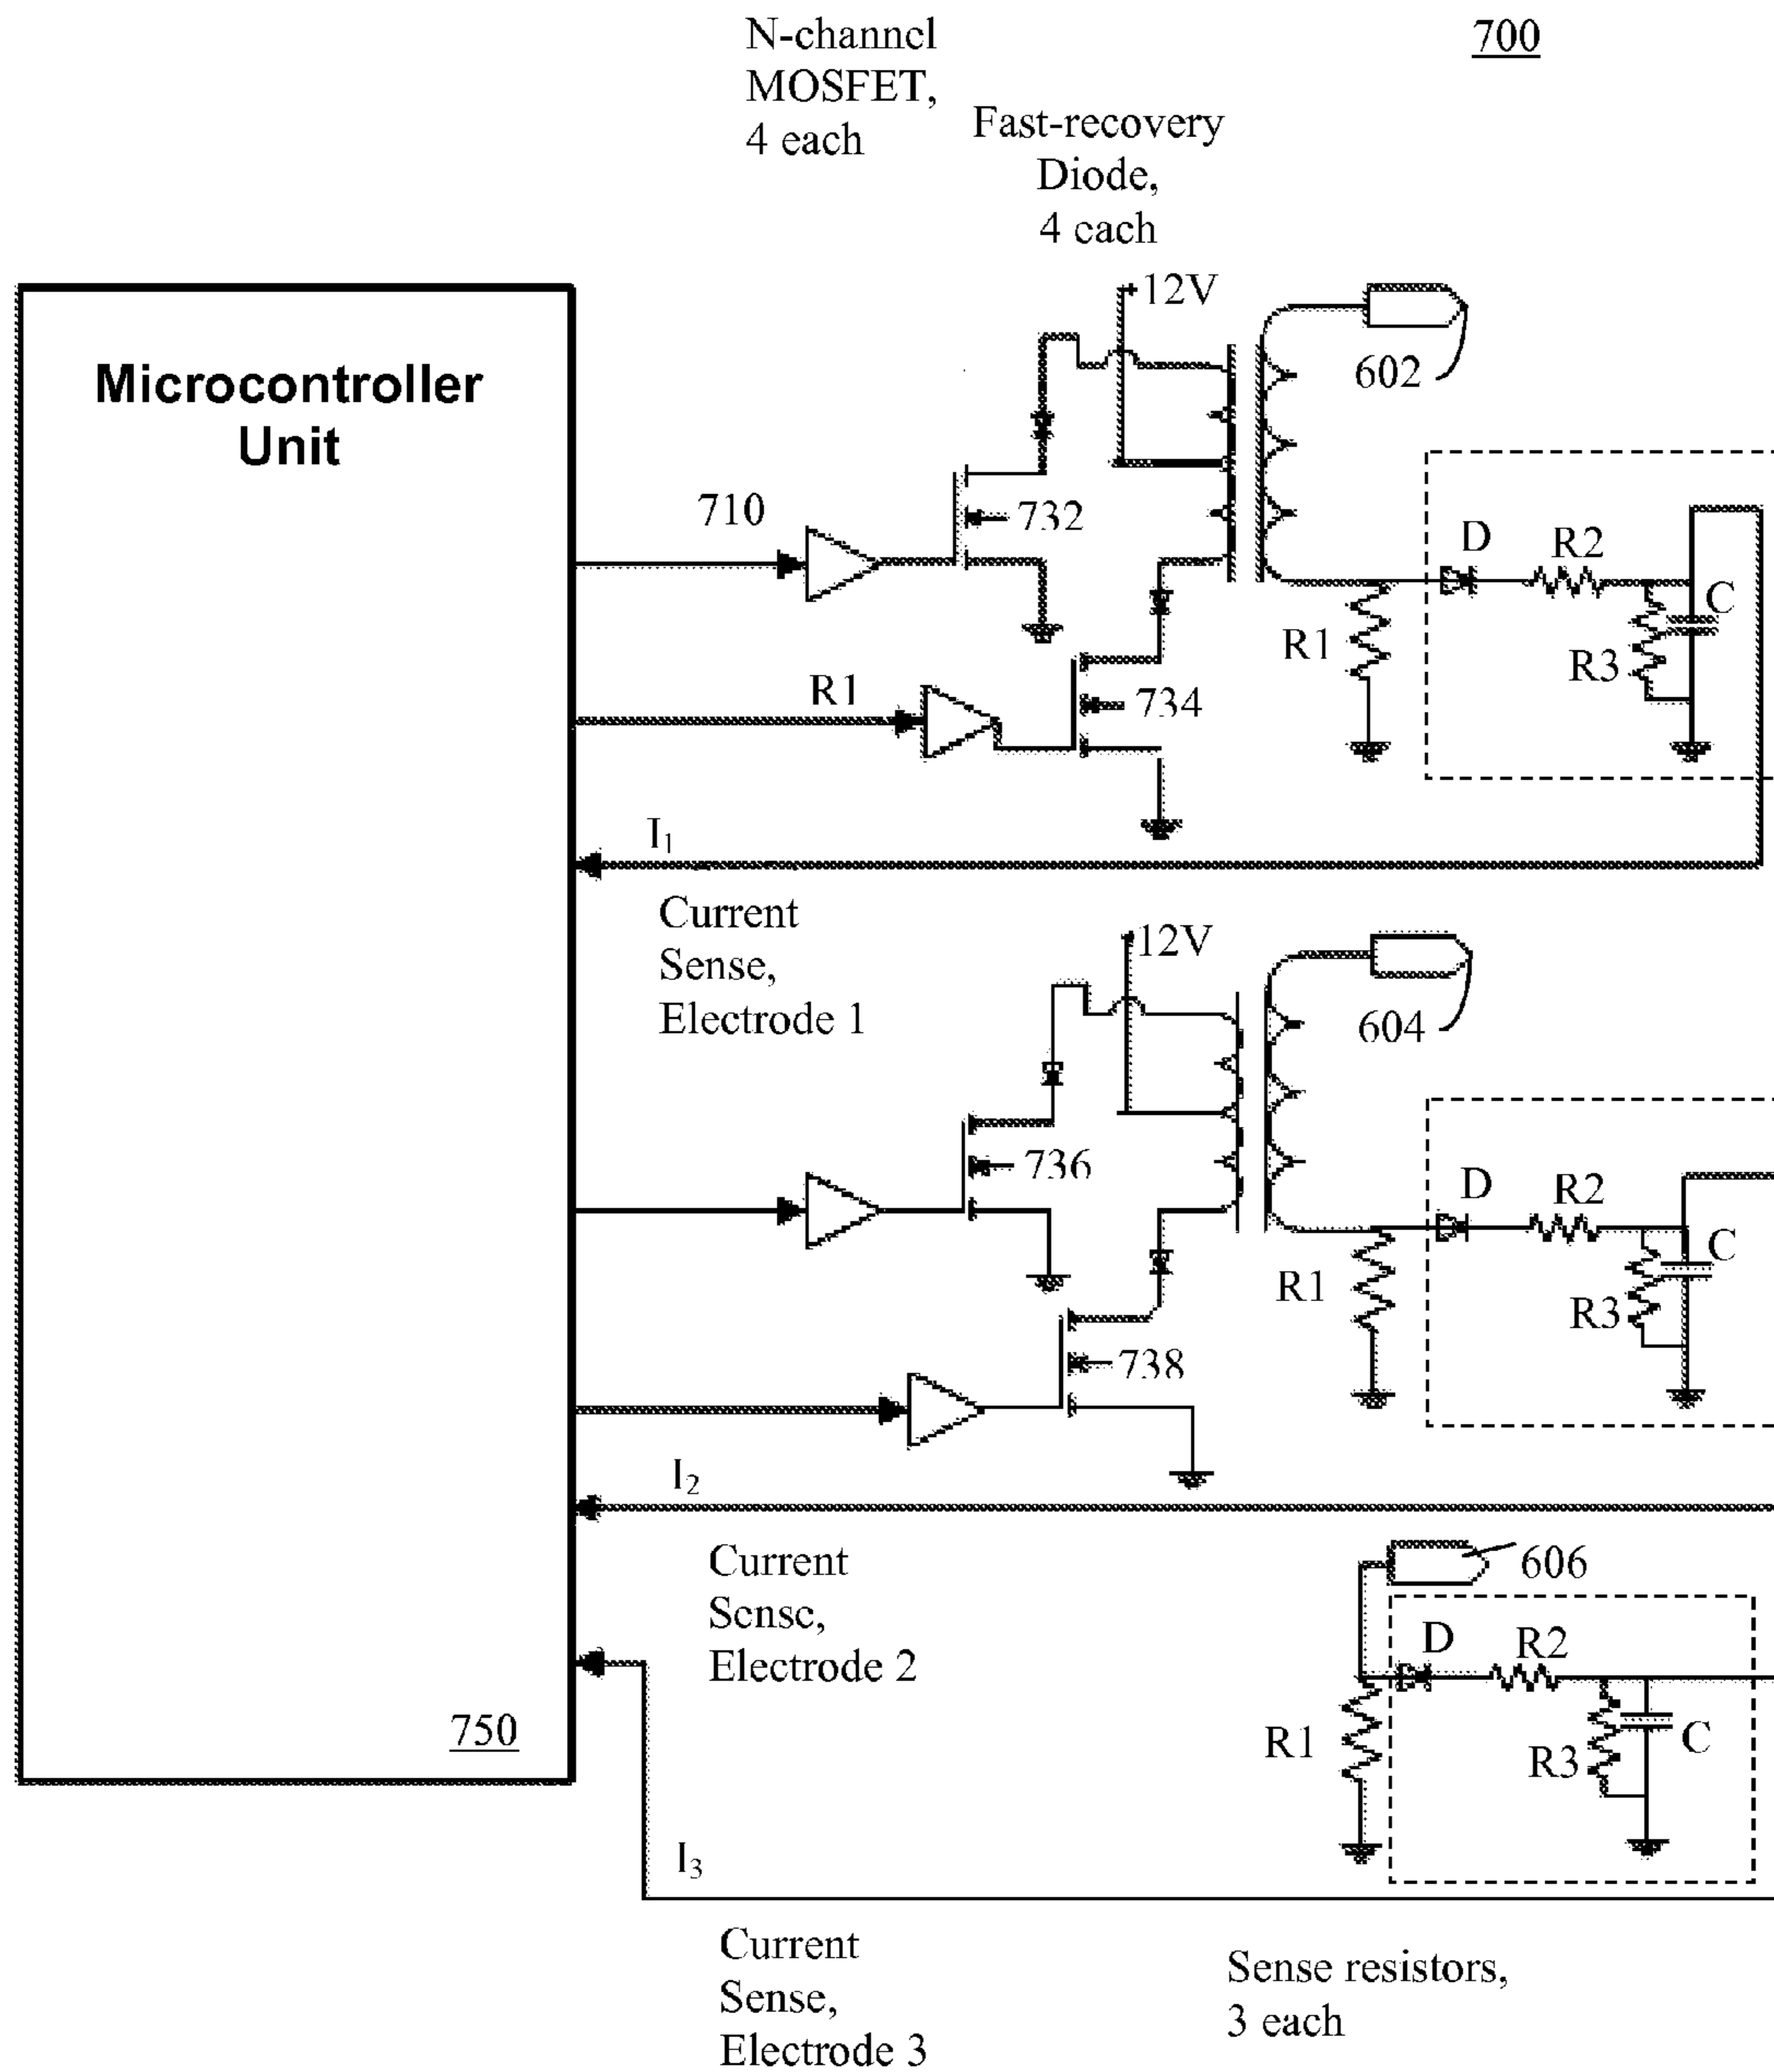 700
N-channel
MOSFET,
4 each
Fast-recovery
Diode,
4 each
Microcontroller
Unit
12V
602
710
732
D
R2
C
R1
R3
R1
734
I₁
Current
Sense,
Electrode 1
12V
604
736
D
R2
C
R1
R3
738
I₂
Current
Sense,
Electrode 2
606
D
R2
R1
R3
C
750
I₃
Current
Sense,
Electrode 3
Sense resistors,
3 each